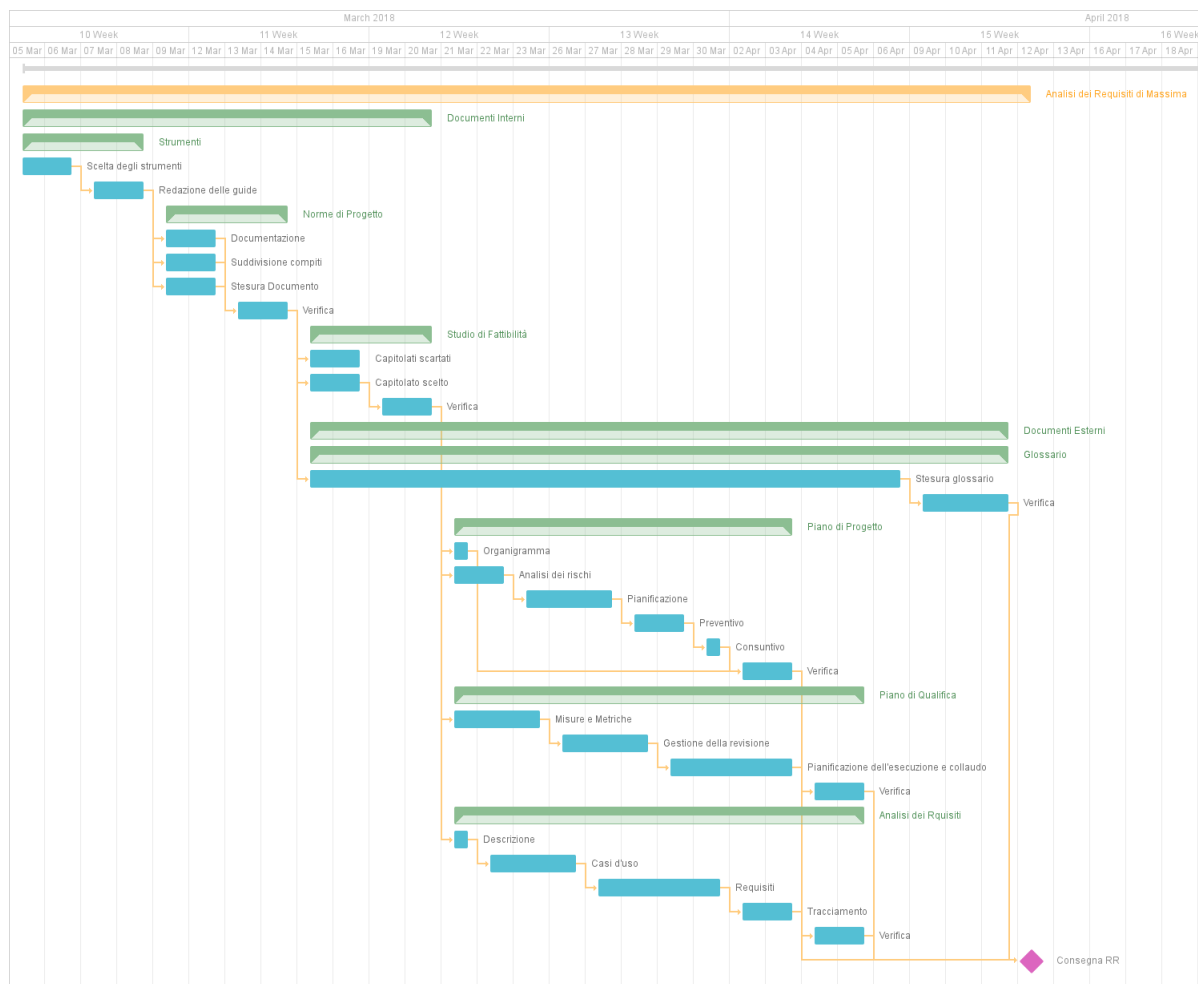 March 2018 April 2018
10 Week 11 Week 12 Week 13 Week 14 Week 15 Week 16 Week
05 Mar 06 Mar 07 Mar 08 Mar 09 Mar 12 Mar 13 Mar 14 Mar 15 Mar 16 Mar 19 Mar 20 Mar 21 Mar 22 Mar 23 Mar 26 Mar 27 Mar 28 Mar 29 Mar 30 Mar 02 Apr 03 Apr 04 Apr 05 Apr 06 Apr 09 Apr 10 Apr 11 Apr 12 Apr 13 Apr 16 Apr 17 Apr 18 Apr
Analisi dei Requisiti di Massima
Documenti Interni
Strumenti
Scelta degli strumenti
Redazione delle guide
Norme di Progetto
Documentazione
Suddivisione compiti
Stesura Documento
Verifica
Studio di Fattibilità
Capitolati scartati
Capitolato scelto
Verifica
Documenti Esterni
Glossario
Stesura glossario
Verifica
Piano di Progetto
Organigramma
Analisi dei rischi
Pianificazione
Preventivo
Consuntivo
Verifica
Piano di Qualifica
Misure e Metriche
Gestione della revisione
Pianificazione dell'esecuzione e collaudo
Verifica
Analisi dei Rquisiti
Descrizione
Casi d'uso
Requisiti
Tracciamento
Verifica
Consegna RR